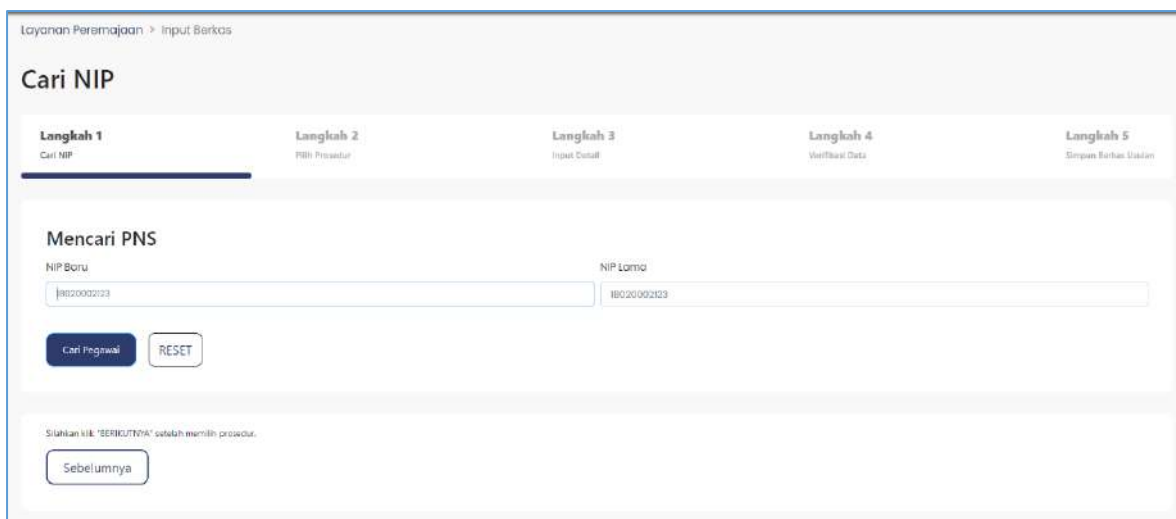 Layanan Peremajaan > Input Berkas
Cari NIP
Langkah 1
Cari NIP
Langkah 2
Pilih Prosedur
Langkah 3
Input Detail
Langkah 4
Verifikasi Data
Langkah 5
Simpan Berkas Usulan
Mencari PNS
NIP Baru
NIP Lama
18020002123
18020002123
Cari Pegawai
RESET
Silahkan klik "BERIKUTNYA" setelah memilih prosedur.
Sebelumnya